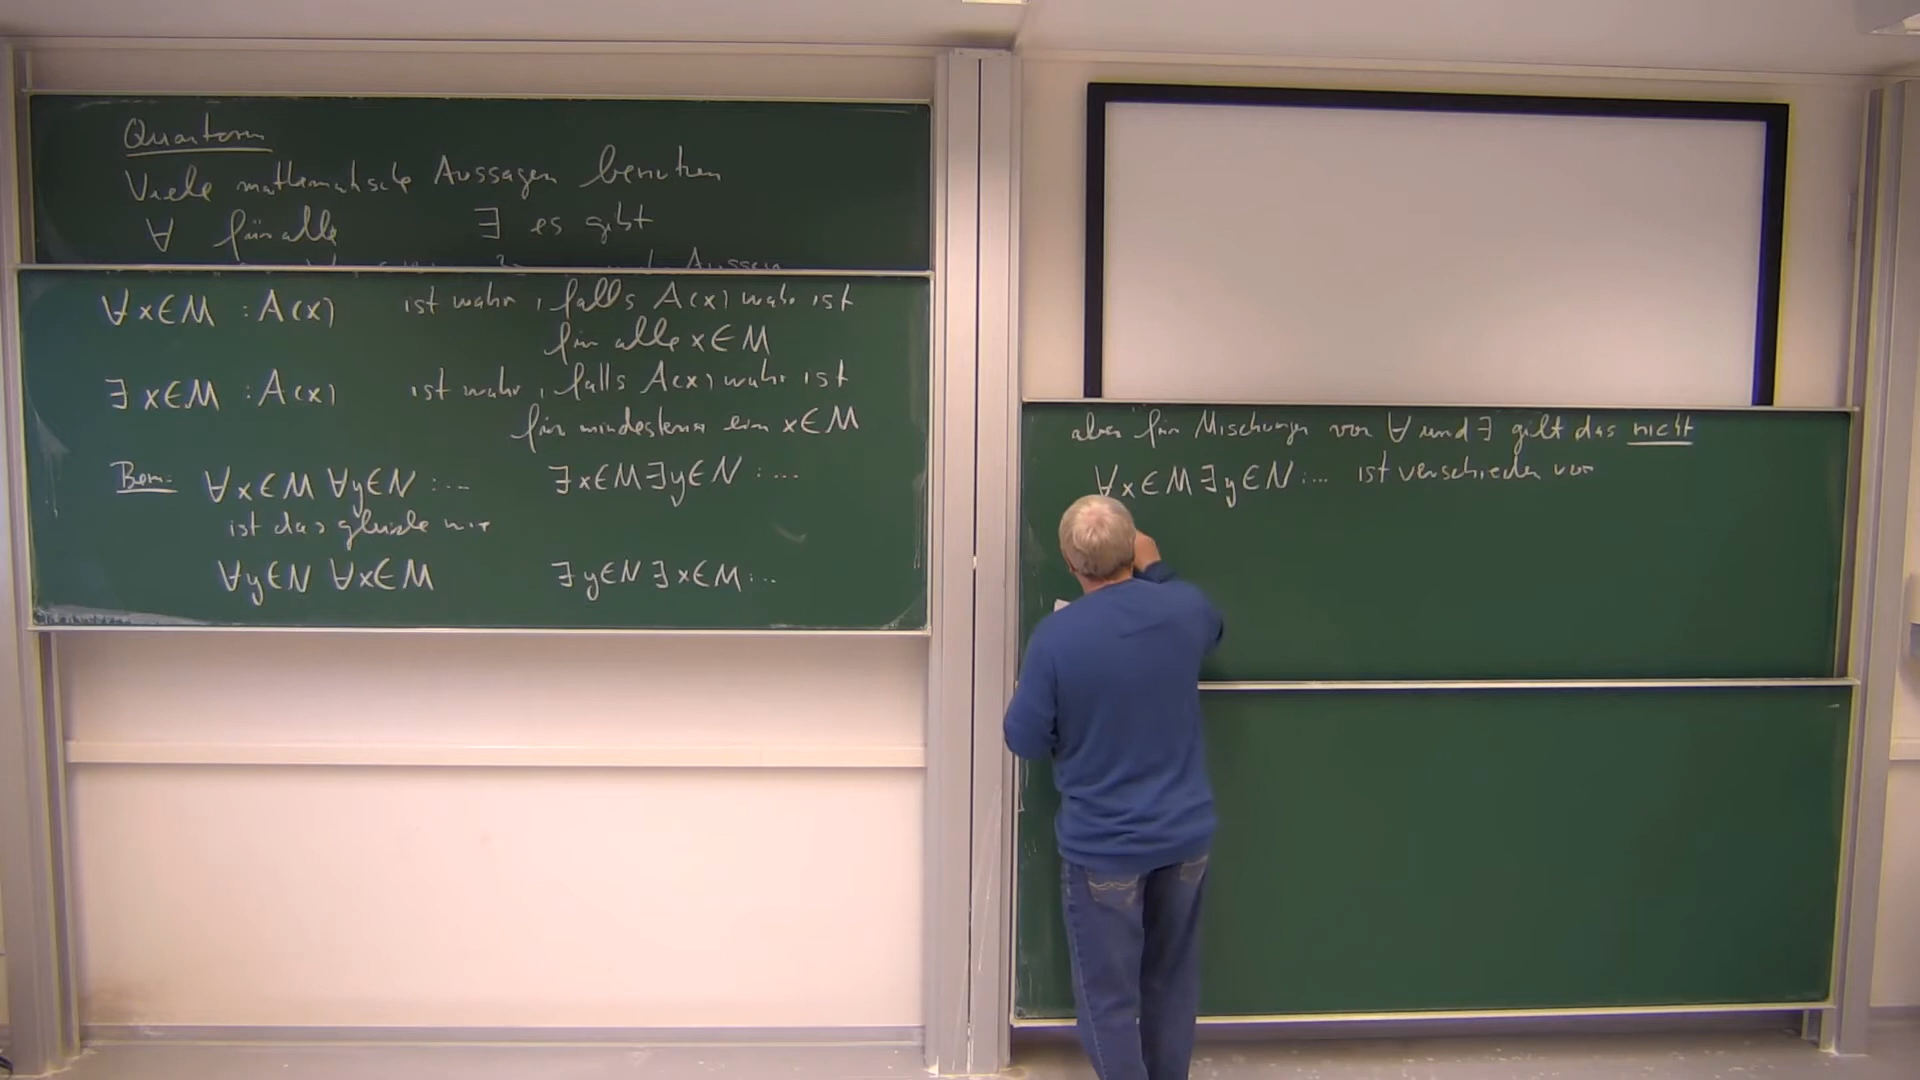 Quantoren
Viele mathematische Aussagen benutzen
∀ für alle ∃ es gibt
∀x∈M : A(x) ist wahr, falls A(x) wahr ist
für alle x∈M
∃ x∈M : A(x) ist wahr, falls A(x) wahr ist
für mindestens ein x∈M
Bem: ∀x∈M ∀y∈N : ... ∃x∈M ∃y∈N : ...
ist das gleiche wie
∀y∈N ∀x∈M ∃y∈N ∃x∈M : ...
aber für Mischungen von ∀ und ∃ gilt das nicht
∀x∈M ∃y∈N : ... ist verschieden von